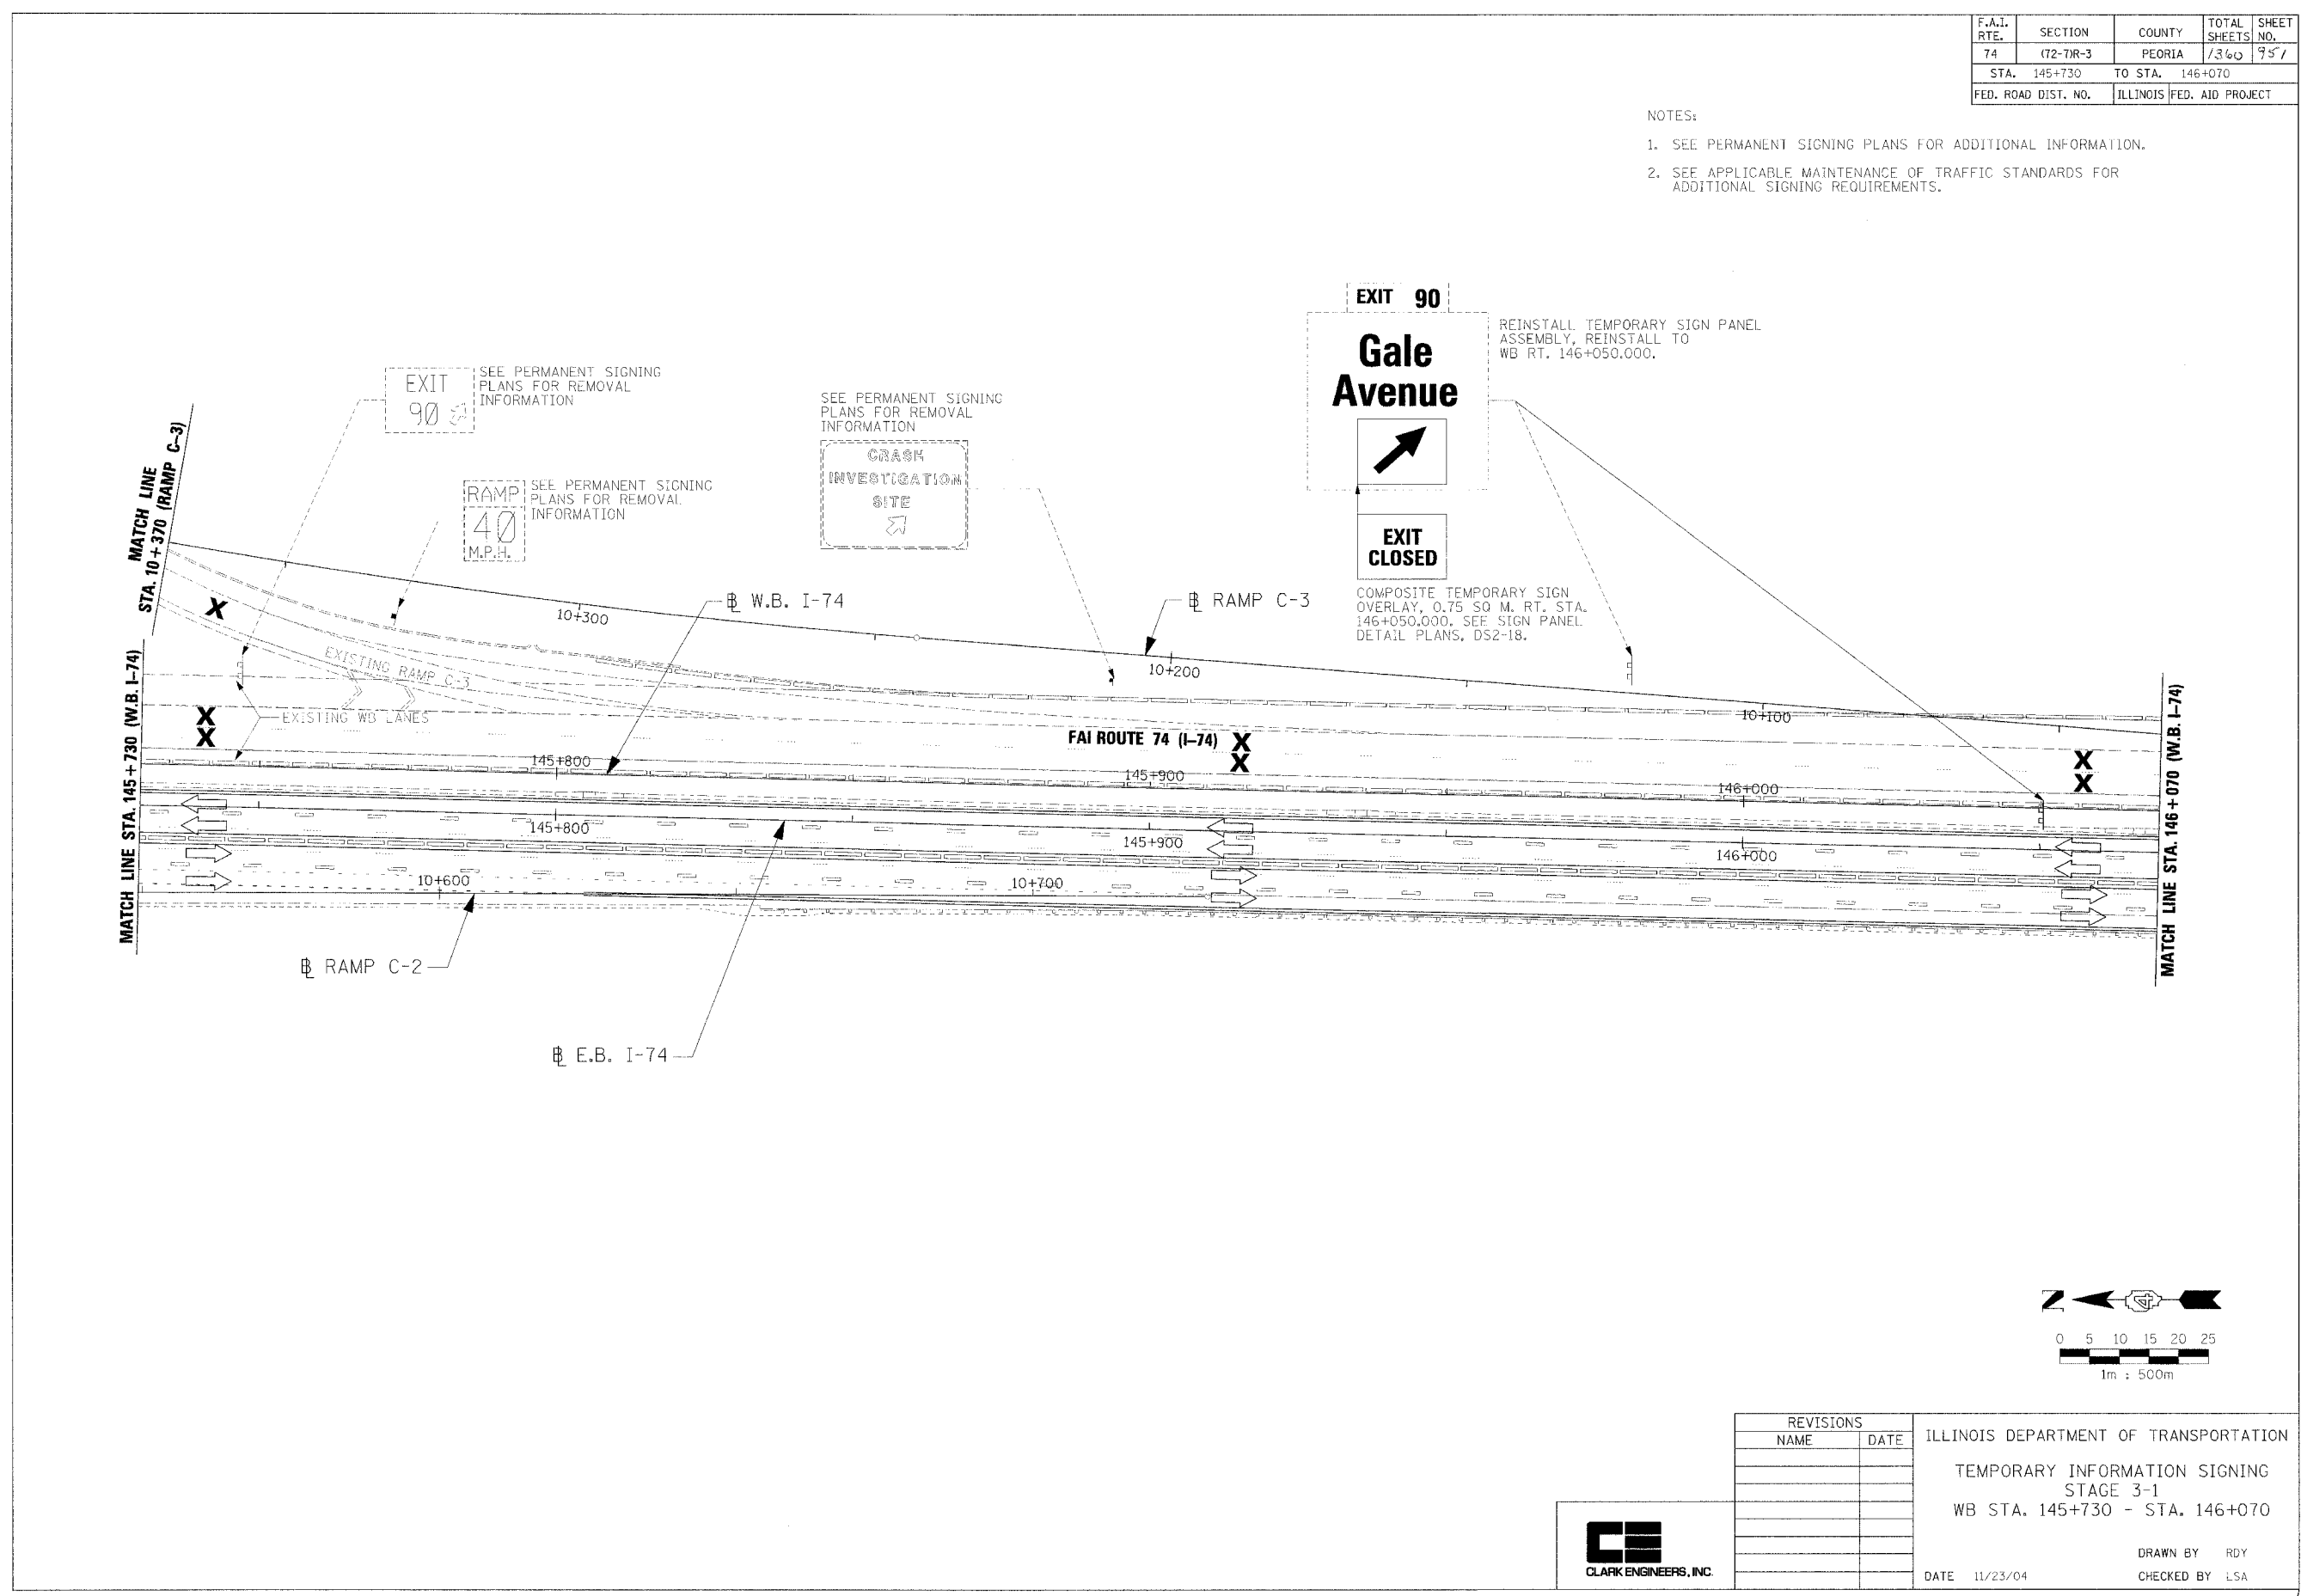 F.A.I. RTE. SECTION COUNTY TOTAL SHEETS SHEET NO.
74 (72-7)R-3 PEORIA 1360 951
STA. 145+730 TO STA. 146+070
FED. ROAD DIST. NO. ILLINOIS FED. AID PROJECT
NOTES:
1. SEE PERMANENT SIGNING PLANS FOR ADDITIONAL INFORMATION.
2. SEE APPLICABLE MAINTENANCE OF TRAFFIC STANDARDS FOR
ADDITIONAL SIGNING REQUIREMENTS.
EXIT 90
Gale
Avenue
REINSTALL TEMPORARY SIGN PANEL
ASSEMBLY, REINSTALL TO
WB RT. 146+050.000.
EXIT
CLOSED
COMPOSITE TEMPORARY SIGN
OVERLAY, 0.75 SQ M. RT. STA.
146+050.000. SEE SIGN PANEL
DETAIL PLANS, DS2-18.
EXIT
90
SEE PERMANENT SIGNING
PLANS FOR REMOVAL
INFORMATION
RAMP
40
M.P.H.
SEE PERMANENT SIGNING
PLANS FOR REMOVAL
INFORMATION
SEE PERMANENT SIGNING
PLANS FOR REMOVAL
INFORMATION
CRASH
INVESTIGATION
SITE
MATCH LINE
STA. 10+370 (RAMP C-3)
MATCH LINE STA. 145+730 (W.B. I-74)
X
10+300
BL W.B. I-74
BL RAMP C-3
10+200
10+100
EXISTING RAMP C-3
EXISTING WB LANES
X
X
FAI ROUTE 74 (I-74)
X
X
X
X
145+800
145+900
146+000
145+800
145+900
146+000
10+600
10+700
BL RAMP C-2
BL E.B. I-74
MATCH LINE STA. 146+070 (W.B. I-74)
N
0 5 10 15 20 25
1m : 500m
REVISIONS
NAME DATE
ILLINOIS DEPARTMENT OF TRANSPORTATION
TEMPORARY INFORMATION SIGNING
STAGE 3-1
WB STA. 145+730 - STA. 146+070
DRAWN BY RDY
DATE 11/23/04 CHECKED BY LSA
CE
CLARK ENGINEERS, INC.